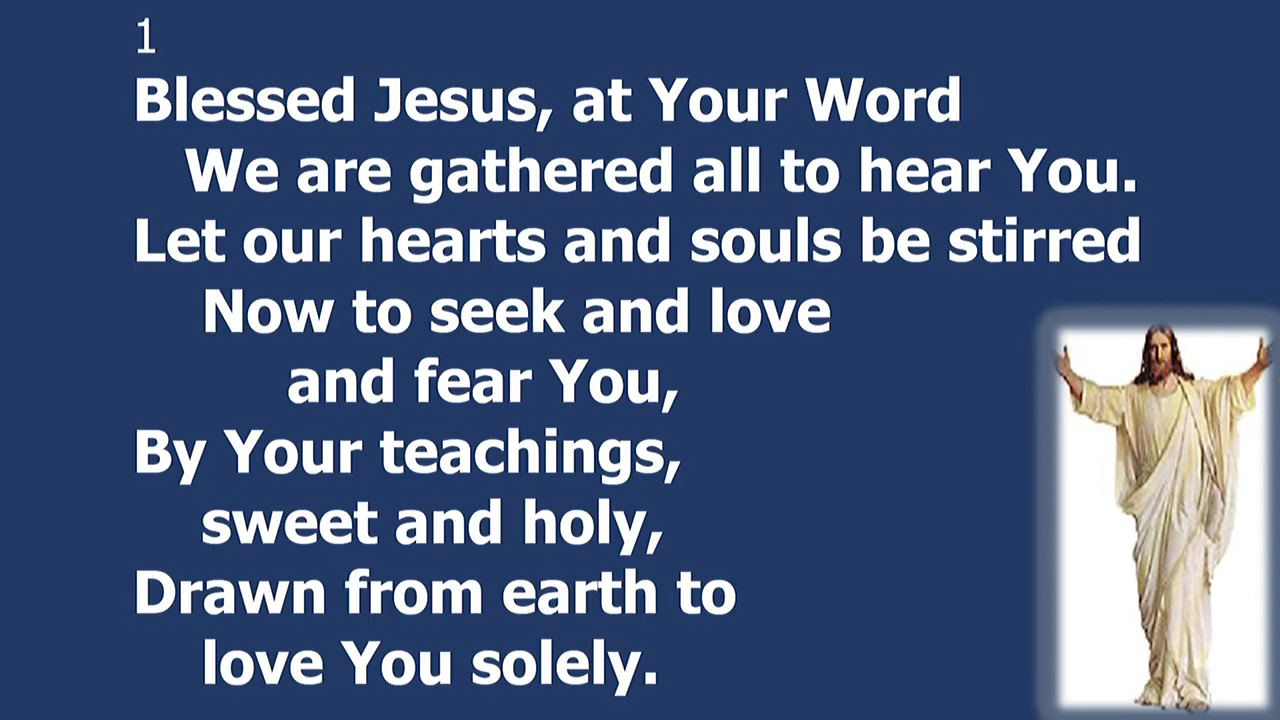 1
Blessed Jesus, at Your Word
We are gathered all to hear You.
Let our hearts and souls be stirred
Now to seek and love
and fear You,
By Your teachings,
sweet and holy,
Drawn from earth to
love You solely.